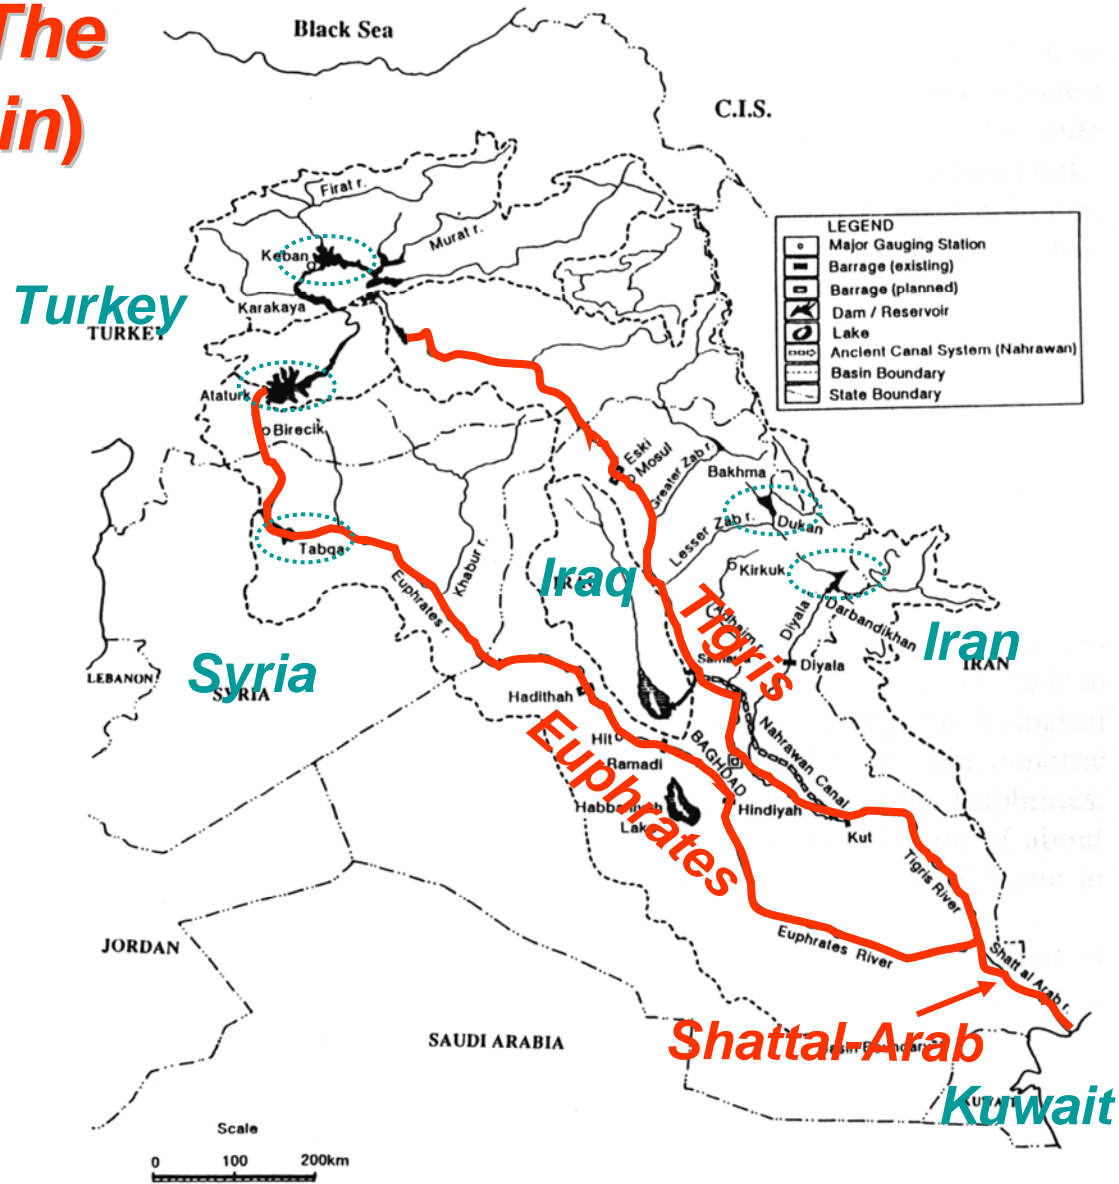 The
in)
Black Sea
C.I.S.
Firat r.
Murat r.
Keban
Karakaya
Turkey
TURKEY
LEGEND
Major Gauging Station
Barrage (existing)
Barrage (planned)
Dam / Reservoir
Lake
Ancient Canal System (Nahrawan)
Basin Boundary
State Boundary
Ataturk
Birecik
Eski
Mosul
Greater Zab r.
Bakhma
Lesser Zab r.
Dukan
Tabqa
Khabur r.
Euphrates r.
Iraq
Kirkuk
Adhaim
Diyala
Darbandikhan
Tigris
Iran
IRAN
Diyala
LEBANON
Syria
SYRIA
Hadithah
Hit
Ramadi
BAGHDAD
Nahrawan Canal
Euphrates
Habbaniyah
Lake
Hindiyah
Kut
Tigris River
JORDAN
Euphrates River
Shatt al Arab r.
SAUDI ARABIA
Shattal-Arab
Kuwait
KUWAIT
Scale
0 100 200km